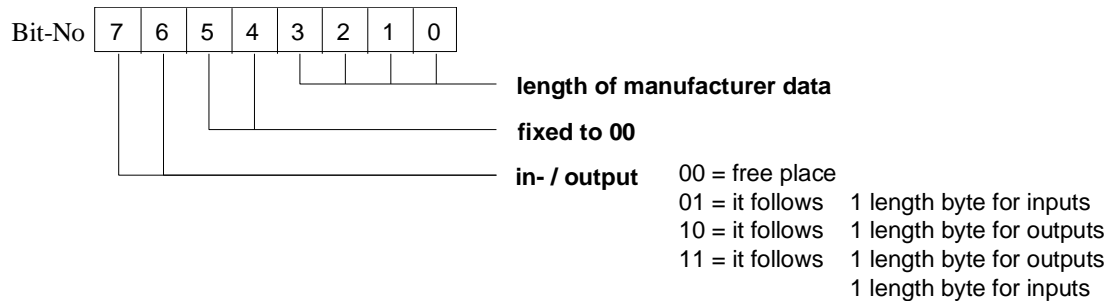 Bit-No 7 6 5 4 3 2 1 0
length of manufacturer data
fixed to 00
in- / output 00 = free place
01 = it follows 1 length byte for inputs
10 = it follows 1 length byte for outputs
11 = it follows 1 length byte for outputs
1 length byte for inputs